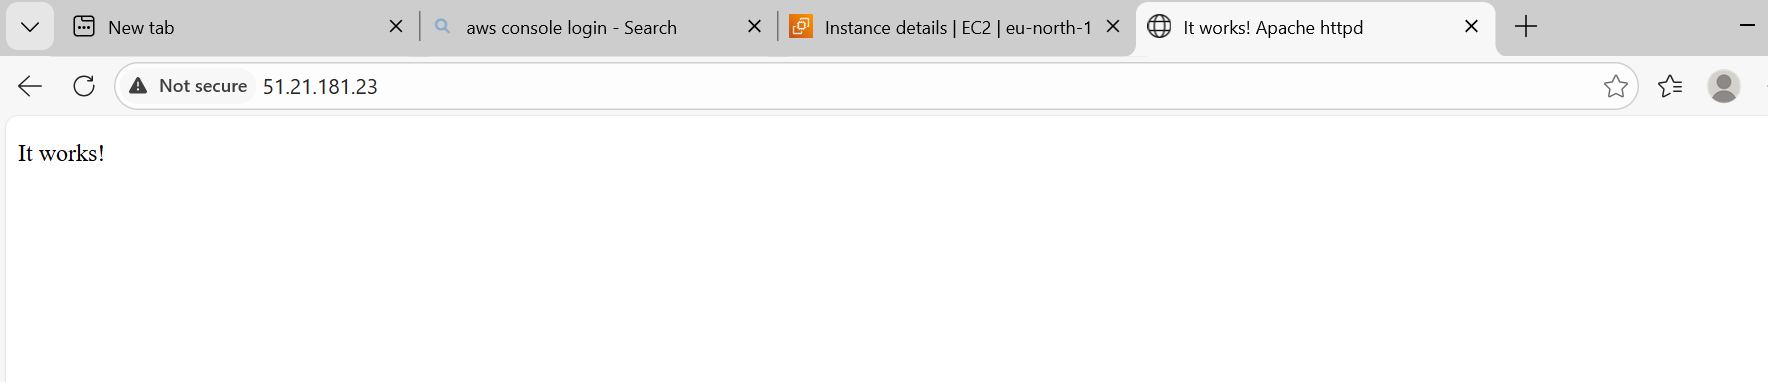 New tab
aws console login - Search
Instance details | EC2 | eu-north-1
It works! Apache httpd
Not secure 51.21.181.23
It works!